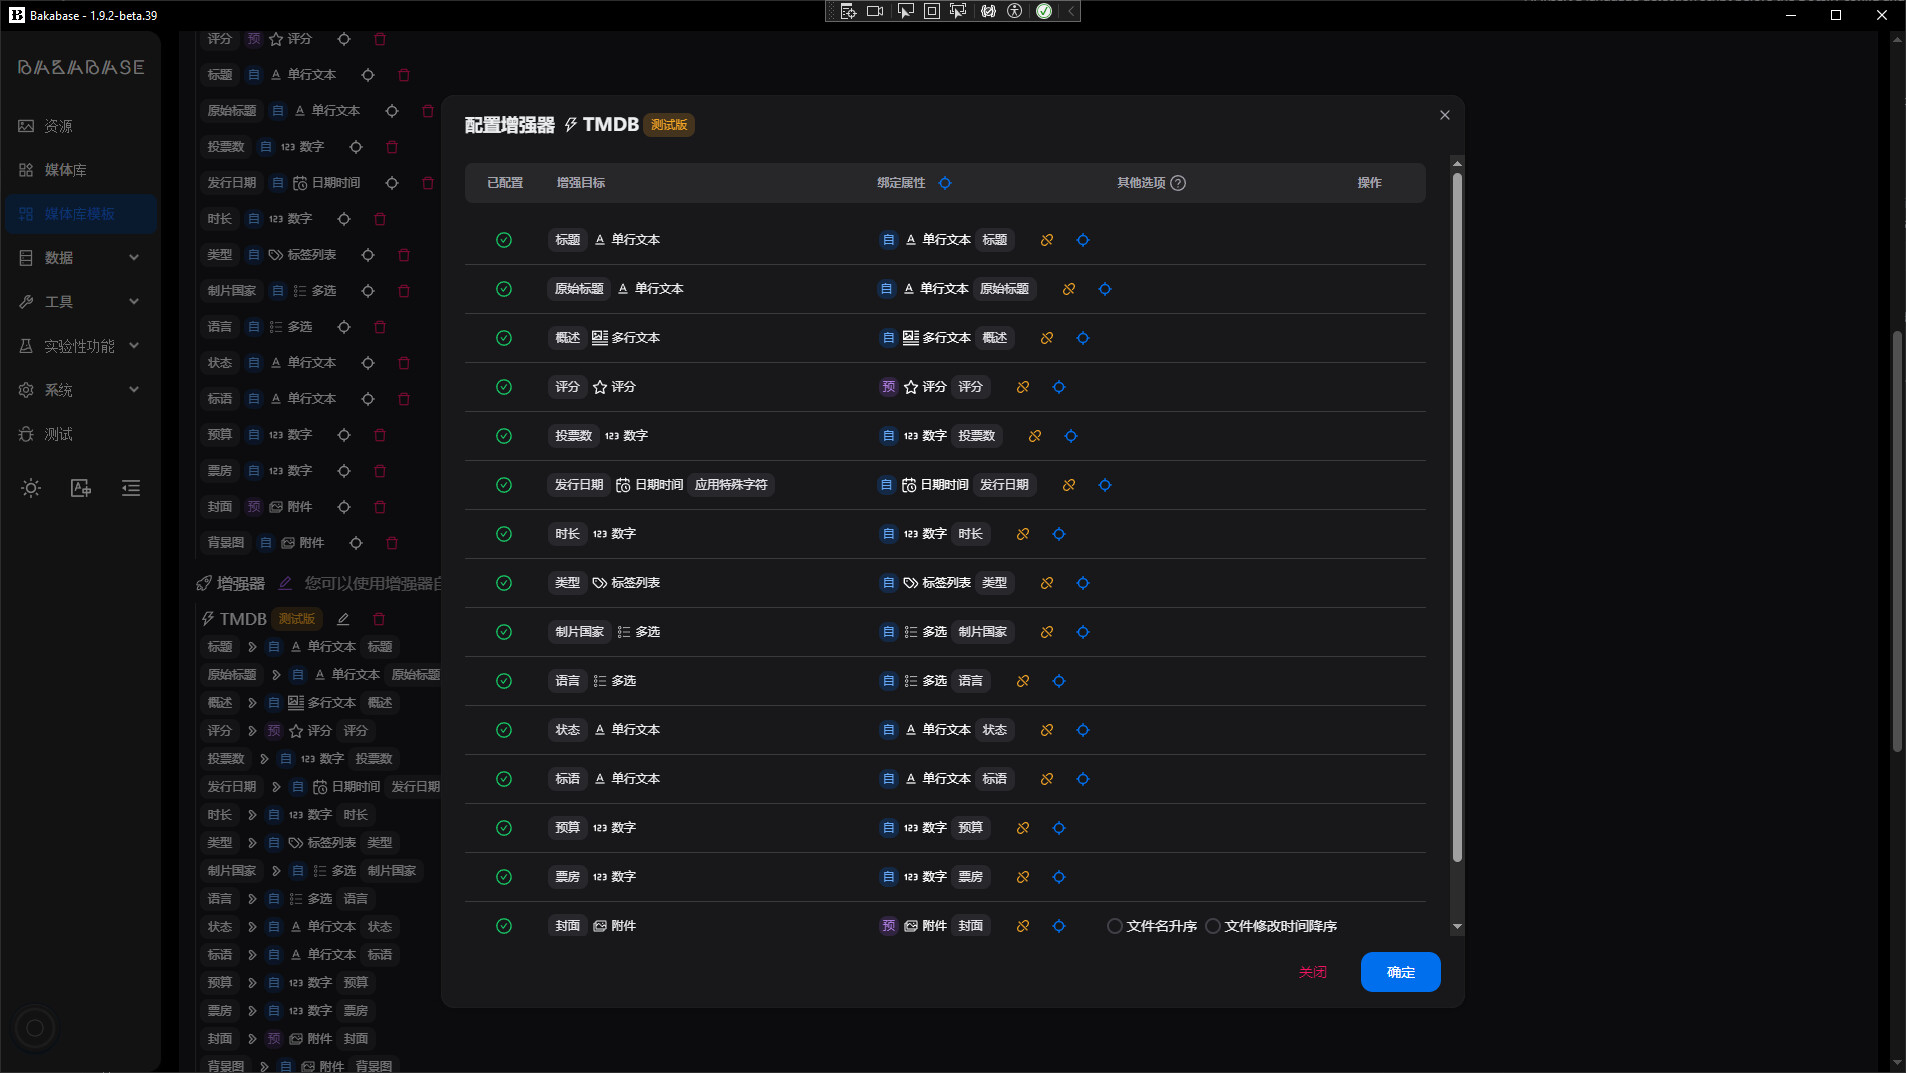 Bakabase - 1.9.2-beta.39
BAKABASE
资源
媒体库
媒体库模板
数据
工具
实验性功能
系统
测试
评分 预 评分
标题 自 单行文本
原始标题 自 单行文本
投票数 自 123 数字
发行日期 自 日期时间
时长 自 123 数字
类型 自 标签列表
制片国家 自 多选
语言 自 多选
状态 自 单行文本
标语 自 单行文本
预算 自 123 数字
票房 自 123 数字
封面 预 附件
背景图 自 附件
增强器 您可以使用增强器自
TMDB 测试版
标题 自 单行文本 标题
原始标题 自 单行文本 原始标题
概述 自 多行文本 概述
评分 预 评分 评分
投票数 自 123 数字 投票数
发行日期 自 日期时间 发行日期
时长 自 123 数字 时长
类型 自 标签列表 类型
制片国家 自 多选 制片国家
语言 自 多选 语言
状态 自 单行文本 状态
标语 自 单行文本 标语
预算 自 123 数字 预算
票房 自 123 数字 票房
封面 预 附件 封面
背景图 自 附件 背景图
配置增强器 TMDB 测试版
已配置 增强目标 绑定属性 其他选项 操作
标题 单行文本 自 单行文本 标题
原始标题 单行文本 自 单行文本 原始标题
概述 多行文本 自 多行文本 概述
评分 评分 预 评分 评分
投票数 123 数字 自 123 数字 投票数
发行日期 日期时间 应用特殊字符 自 日期时间 发行日期
时长 123 数字 自 123 数字 时长
类型 标签列表 自 标签列表 类型
制片国家 多选 自 多选 制片国家
语言 多选 自 多选 语言
状态 单行文本 自 单行文本 状态
标语 单行文本 自 单行文本 标语
预算 123 数字 自 123 数字 预算
票房 123 数字 自 123 数字 票房
封面 附件 预 附件 封面 文件名升序 文件修改时间降序
关闭 确定